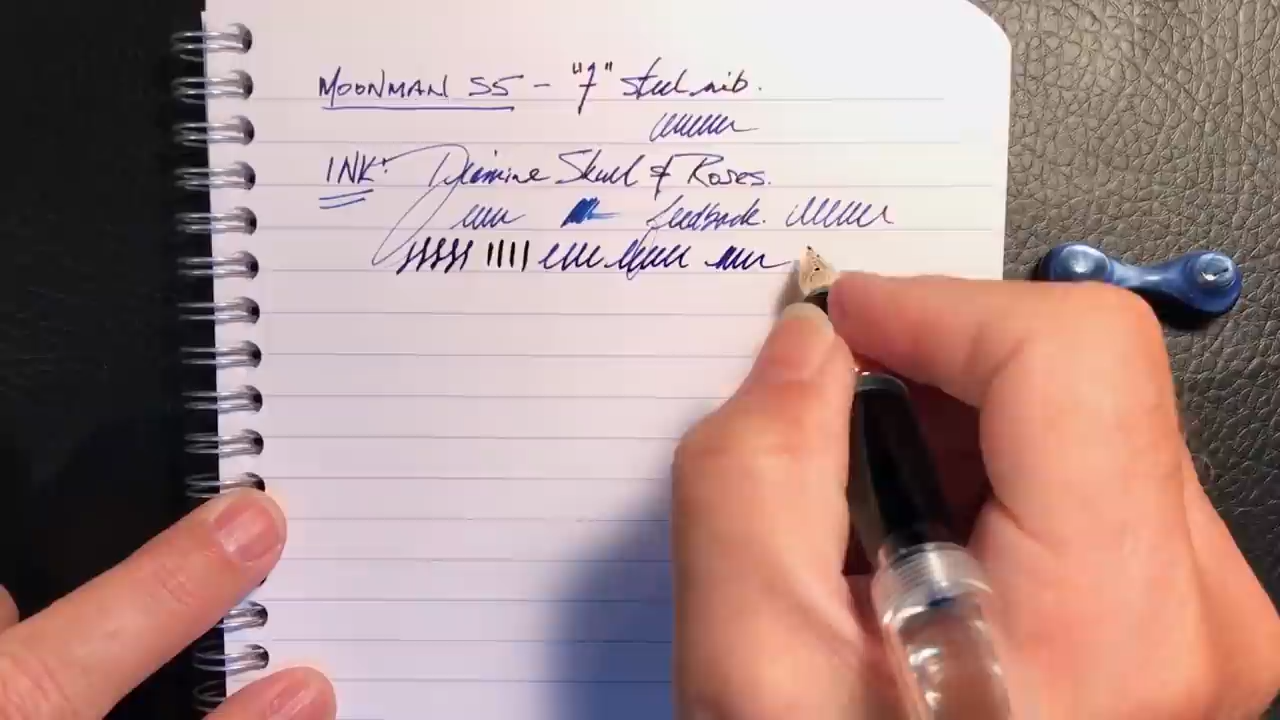 MOONMAN S5 - "f" steel nib.
INK: Diamine Skull & Roses.
feedback.